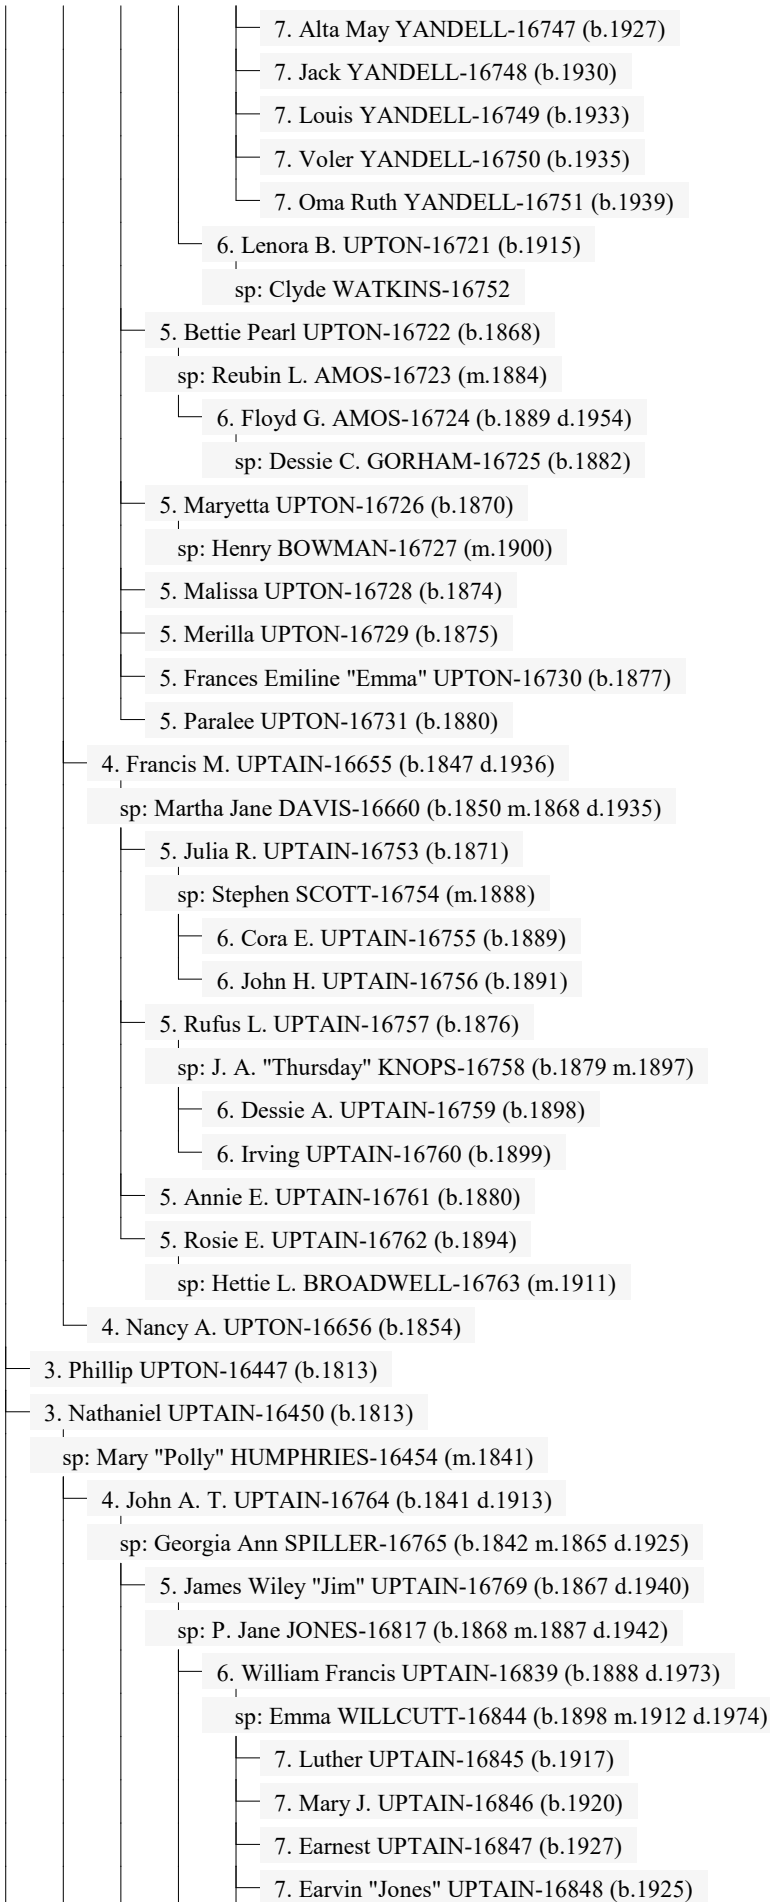 7. Alta May YANDELL-16747 (b.1927)
7. Jack YANDELL-16748 (b.1930)
7. Louis YANDELL-16749 (b.1933)
7. Voler YANDELL-16750 (b.1935)
7. Oma Ruth YANDELL-16751 (b.1939)
6. Lenora B. UPTON-16721 (b.1915)
sp: Clyde WATKINS-16752
5. Bettie Pearl UPTON-16722 (b.1868)
sp: Reubin L. AMOS-16723 (m.1884)
6. Floyd G. AMOS-16724 (b.1889 d.1954)
sp: Dessie C. GORHAM-16725 (b.1882)
5. Maryetta UPTON-16726 (b.1870)
sp: Henry BOWMAN-16727 (m.1900)
5. Malissa UPTON-16728 (b.1874)
5. Merilla UPTON-16729 (b.1875)
5. Frances Emiline "Emma" UPTON-16730 (b.1877)
5. Paralee UPTON-16731 (b.1880)
4. Francis M. UPTAIN-16655 (b.1847 d.1936)
sp: Martha Jane DAVIS-16660 (b.1850 m.1868 d.1935)
5. Julia R. UPTAIN-16753 (b.1871)
sp: Stephen SCOTT-16754 (m.1888)
6. Cora E. UPTAIN-16755 (b.1889)
6. John H. UPTAIN-16756 (b.1891)
5. Rufus L. UPTAIN-16757 (b.1876)
sp: J. A. "Thursday" KNOPS-16758 (b.1879 m.1897)
6. Dessie A. UPTAIN-16759 (b.1898)
6. Irving UPTAIN-16760 (b.1899)
5. Annie E. UPTAIN-16761 (b.1880)
5. Rosie E. UPTAIN-16762 (b.1894)
sp: Hettie L. BROADWELL-16763 (m.1911)
4. Nancy A. UPTON-16656 (b.1854)
3. Phillip UPTON-16447 (b.1813)
3. Nathaniel UPTAIN-16450 (b.1813)
sp: Mary "Polly" HUMPHRIES-16454 (m.1841)
4. John A. T. UPTAIN-16764 (b.1841 d.1913)
sp: Georgia Ann SPILLER-16765 (b.1842 m.1865 d.1925)
5. James Wiley "Jim" UPTAIN-16769 (b.1867 d.1940)
sp: P. Jane JONES-16817 (b.1868 m.1887 d.1942)
6. William Francis UPTAIN-16839 (b.1888 d.1973)
sp: Emma WILLCUTT-16844 (b.1898 m.1912 d.1974)
7. Luther UPTAIN-16845 (b.1917)
7. Mary J. UPTAIN-16846 (b.1920)
7. Earnest UPTAIN-16847 (b.1927)
7. Earvin "Jones" UPTAIN-16848 (b.1925)